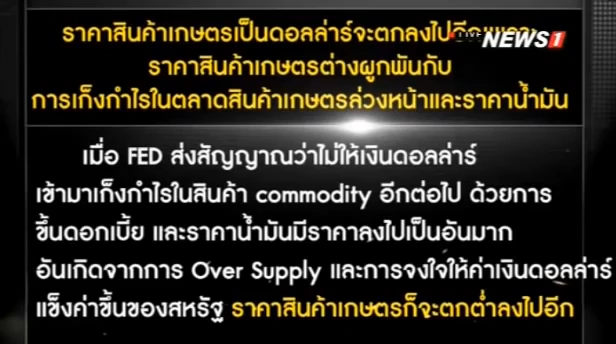 ราคาสินค้าเกษตรเป็นดอลล่าร์จะตกลงไปอีก
NEWS1
ราคาสินค้าเกษตรต่างผูกพันกับ
การเก็งกำไรในตลาดสินค้าเกษตรล่วงหน้าและราคาน้ำมัน
เมื่อ FED ส่งสัญญาณว่าไม่ให้เงินดอลล่าร์
เข้ามาเก็งกำไรในสินค้า commodity อีกต่อไป ด้วยการ
ขึ้นดอกเบี้ย และราคาน้ำมันมีราคาลงไปเป็นอันมาก
อันเกิดจากการ Over Supply และการจงใจให้ค่าเงินดอลล่าร์
แข็งค่าขึ้นของสหรัฐ ราคาสินค้าเกษตรก็จะตกต่ำลงไปอีก